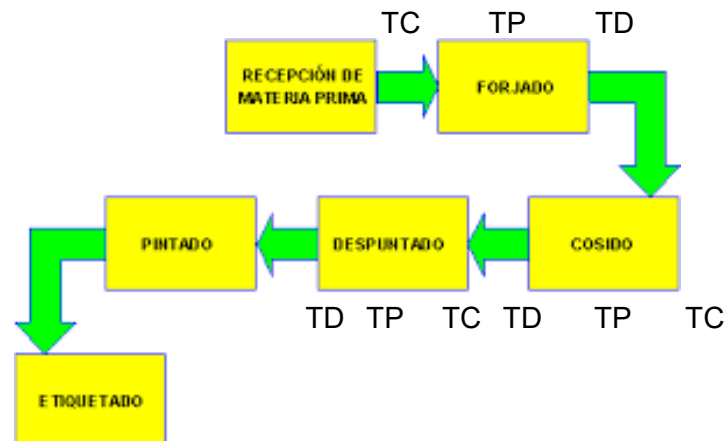 TC TP TD
RECEPCIÓN DE
MATERIA PRIMA
FORJADO
PINTADO
DESPUNTADO
COSIDO
TD TP TC TD TP TC
ETIQUETADO